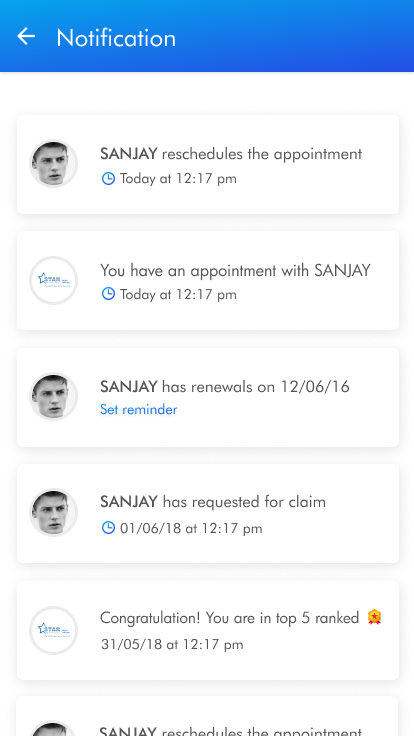 Notification
SANJAY reschedules the appointment
Today at 12:17 pm
STAR
You have an appointment with SANJAY
Today at 12:17 pm
SANJAY has renewals on 12/06/16
Set reminder
SANJAY has requested for claim
01/06/18 at 12:17 pm
STAR
Congratulation! You are in top 5 ranked
31/05/18 at 12:17 pm
SANJAY reschedules the appointment